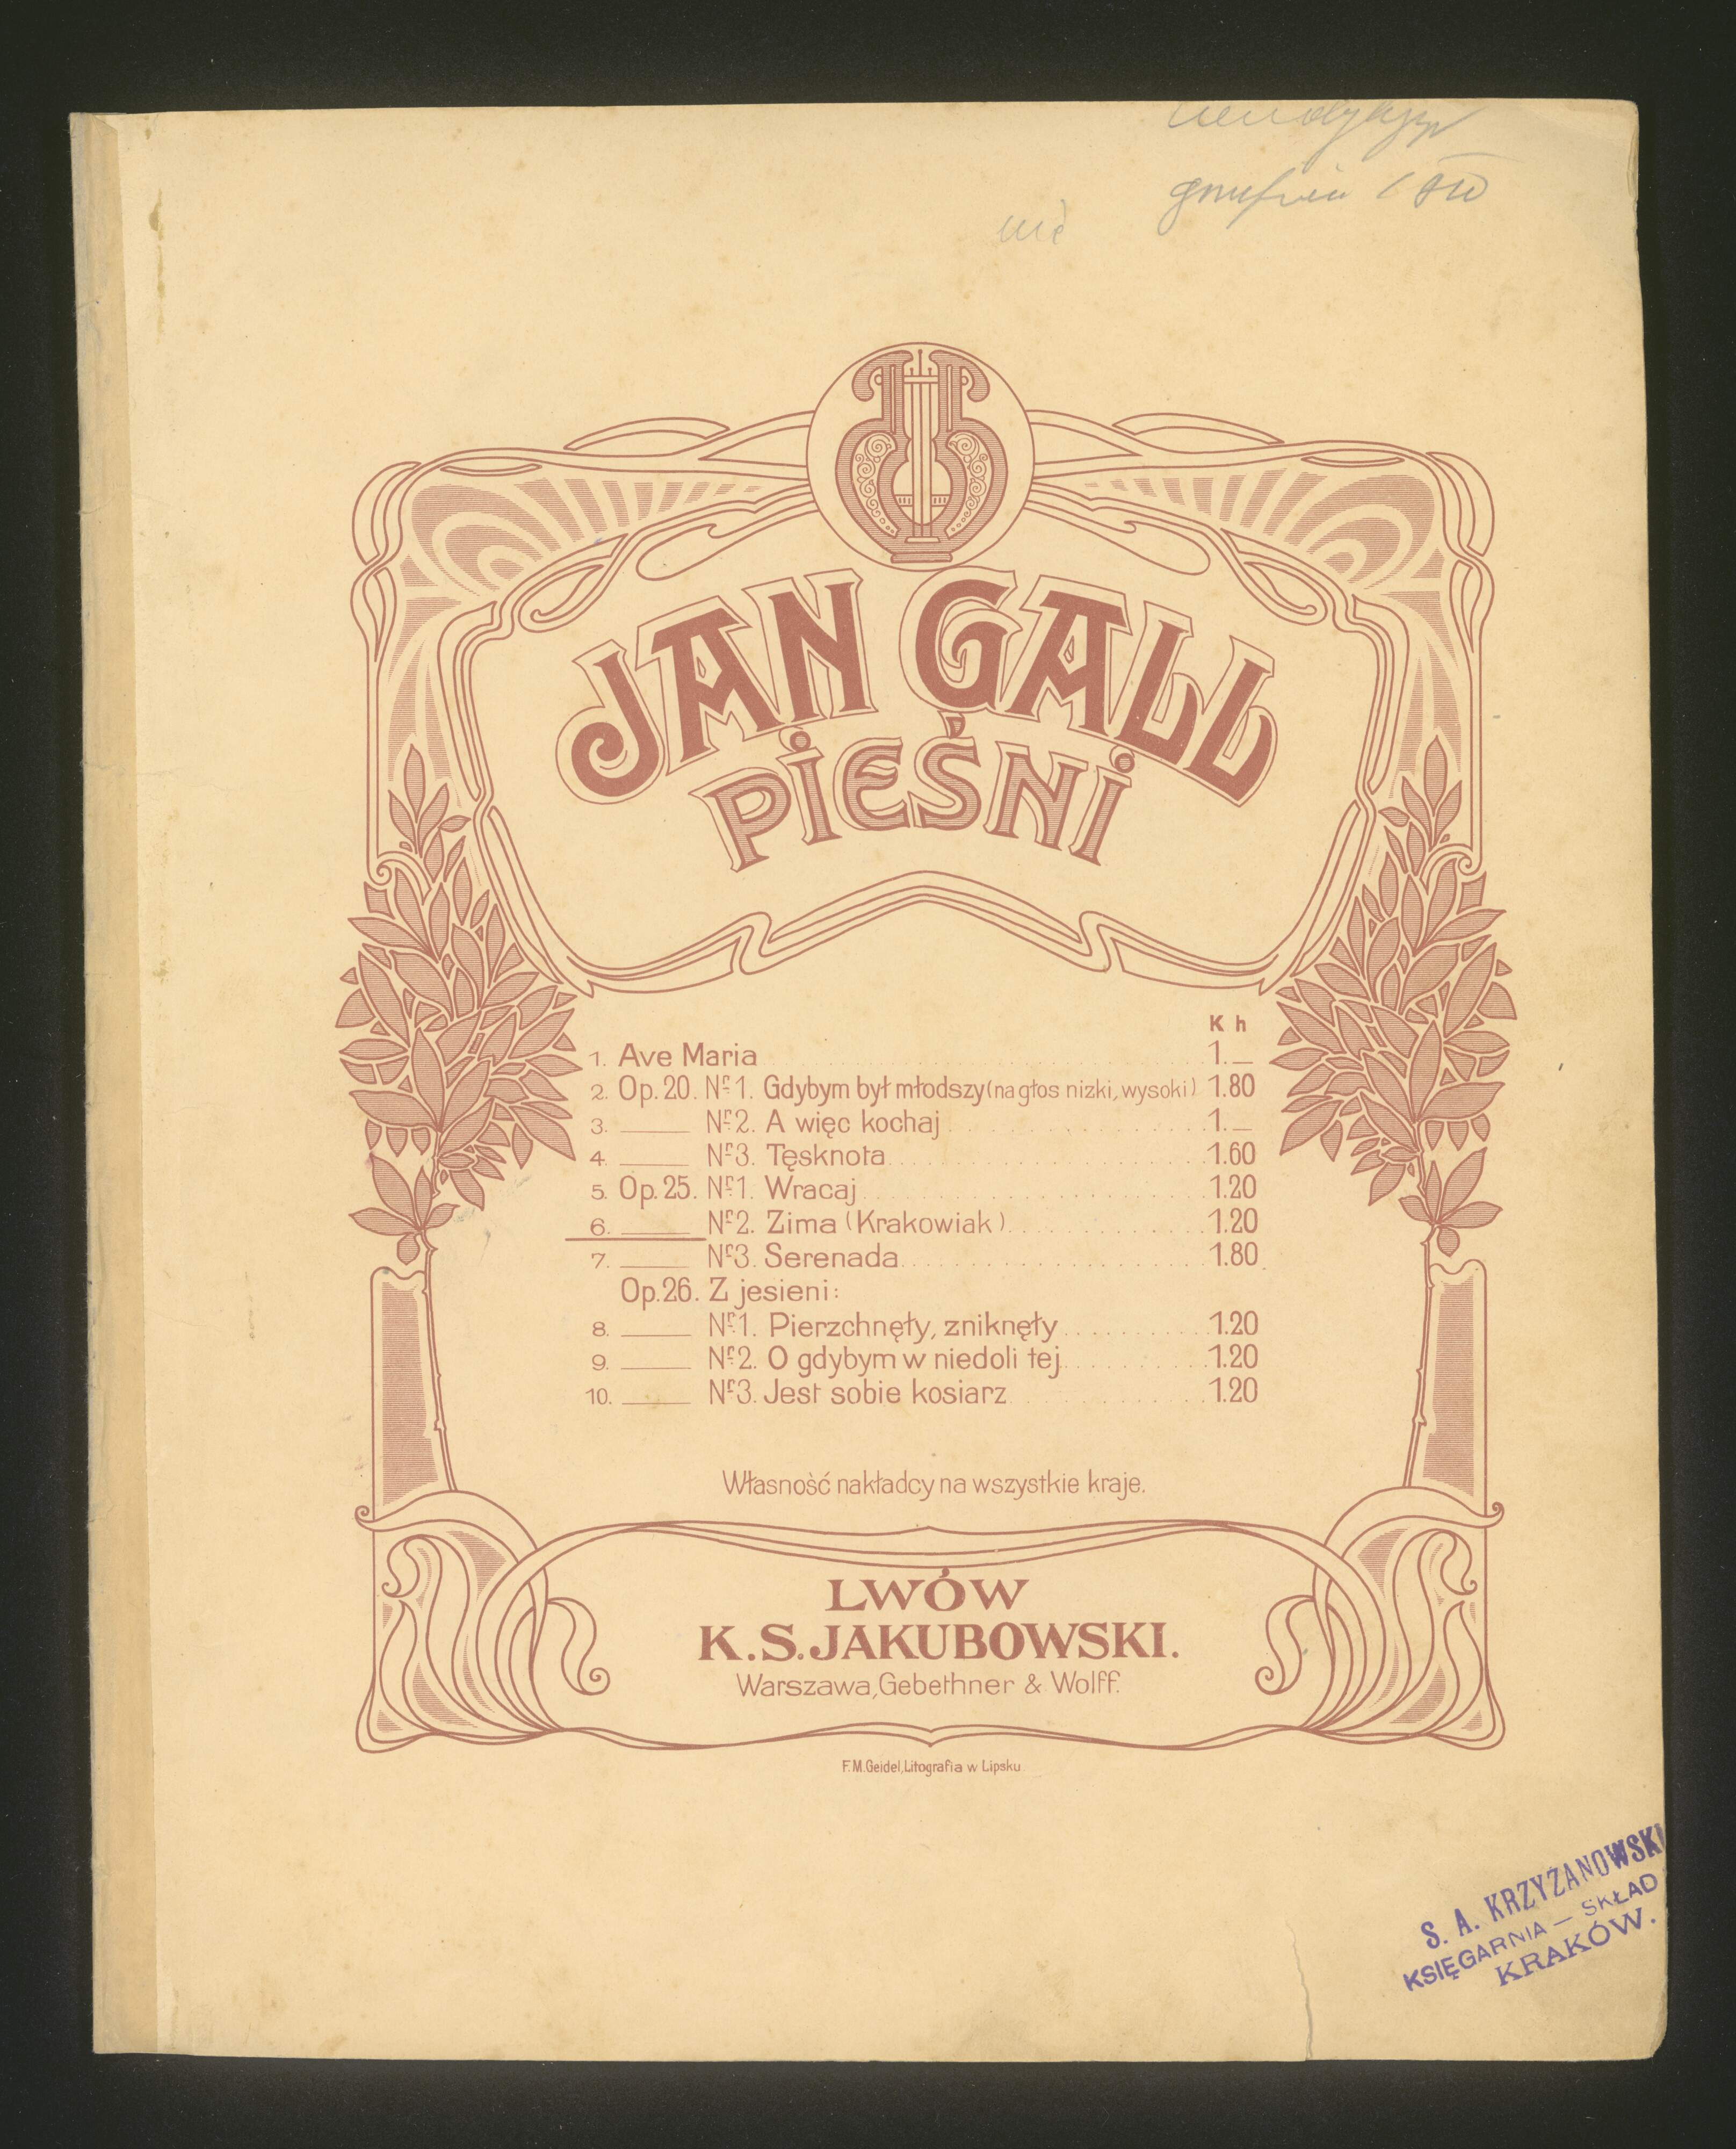 JAN GALL
PIEŚNI
K h
1. Ave Maria 1.—
2. Op. 20. Nr 1. Gdybym był młodszy (na głos nizki, wysoki) 1.80
3. —— Nr 2. A więc kochaj 1.—
4. —— Nr 3. Tęsknota 1.60
5. Op. 25. Nr 1. Wracaj 1.20
6. —— Nr 2. Zima (Krakowiak) 1.20
7. —— Nr 3. Serenada 1.80
Op. 26. Z jesieni:
8. —— Nr 1. Pierzchnęły, zniknęły 1.20
9. —— Nr 2. O gdybym w niedoli tej 1.20
10. —— Nr 3. Jest sobie kosiarz 1.20
Własność nakładcy na wszystkie kraje.
LWÓW
K.S. JAKUBOWSKI.
Warszawa, Gebethner & Wolff.
F. M. Geidel, Litografia w Lipsku
S. A. KRZYŻANOWSKI
KSIĘGARNIA — SKŁAD
KRAKÓW.